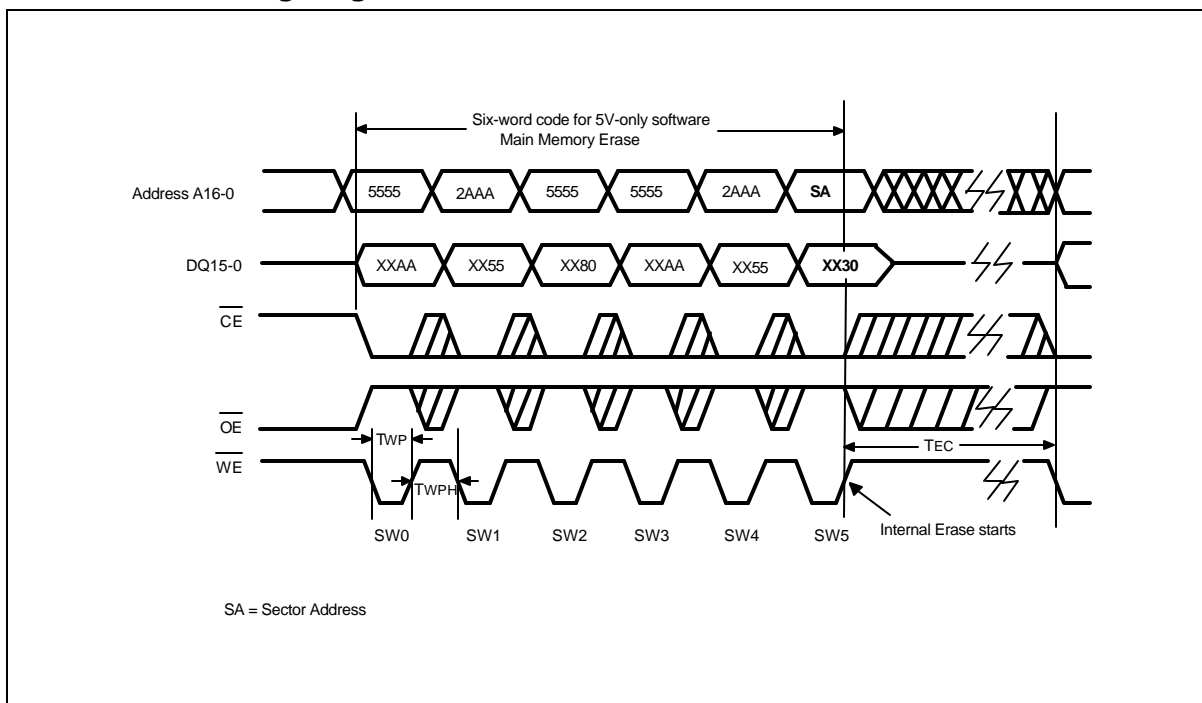 Six-word code for 5V-only software
Main Memory Erase
Address A16-0
5555
2AAA
5555
5555
2AAA
SA
DQ15-0
XXAA
XX55
XX80
XXAA
XX55
XX30
CE
OE
TWP
TEC
WE
TWPH
Internal Erase starts
SW0
SW1
SW2
SW3
SW4
SW5
SA = Sector Address